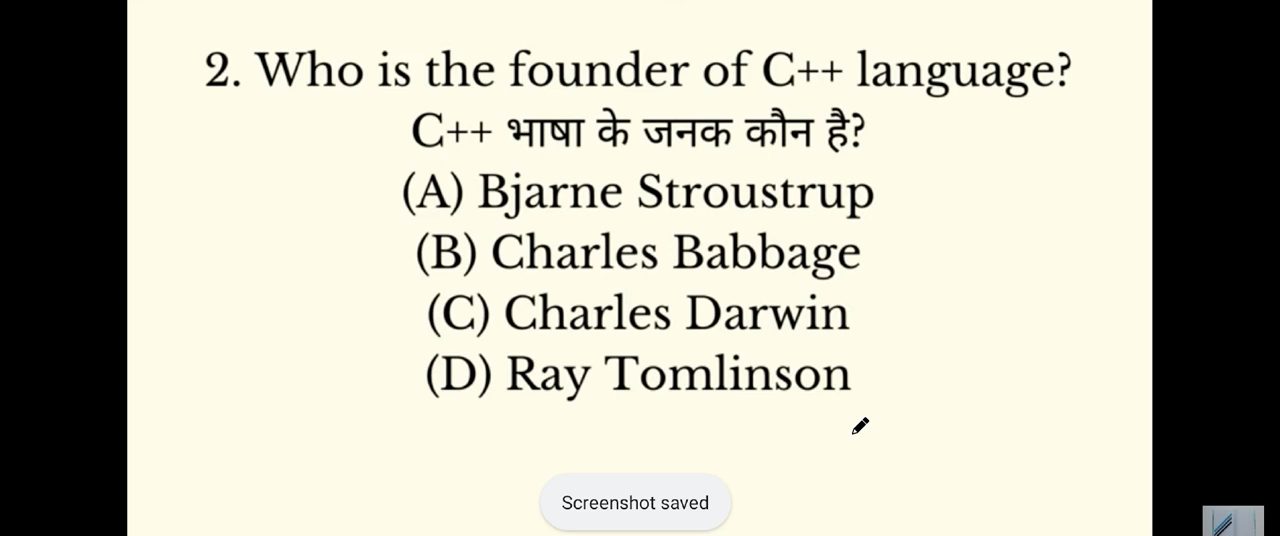 2. Who is the founder of C++ language?
C++ भाषा के जनक कौन है?
(A) Bjarne Stroustrup
(B) Charles Babbage
(C) Charles Darwin
(D) Ray Tomlinson
Screenshot saved